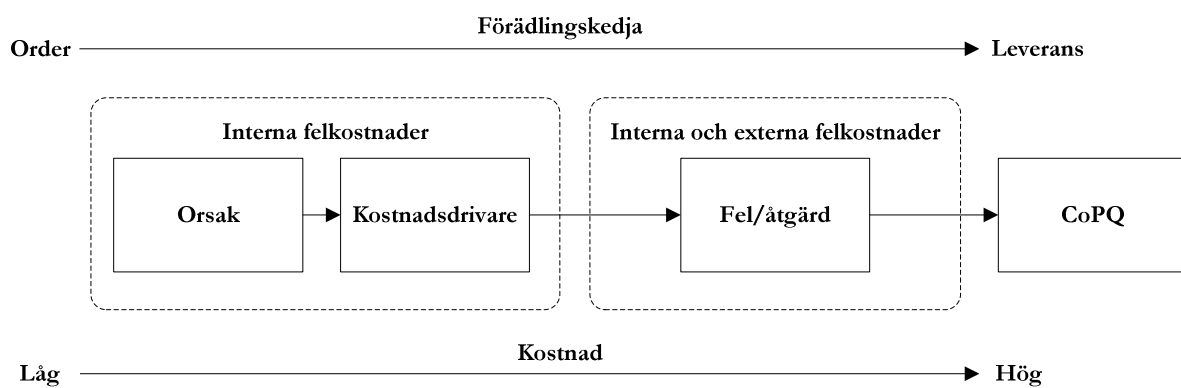 Förädlingskedja
Order
Leverans
Interna felkostnader
Interna och externa felkostnader
Orsak
Kostnadsdrivare
Fel/åtgärd
CoPQ
Kostnad
Låg
Hög